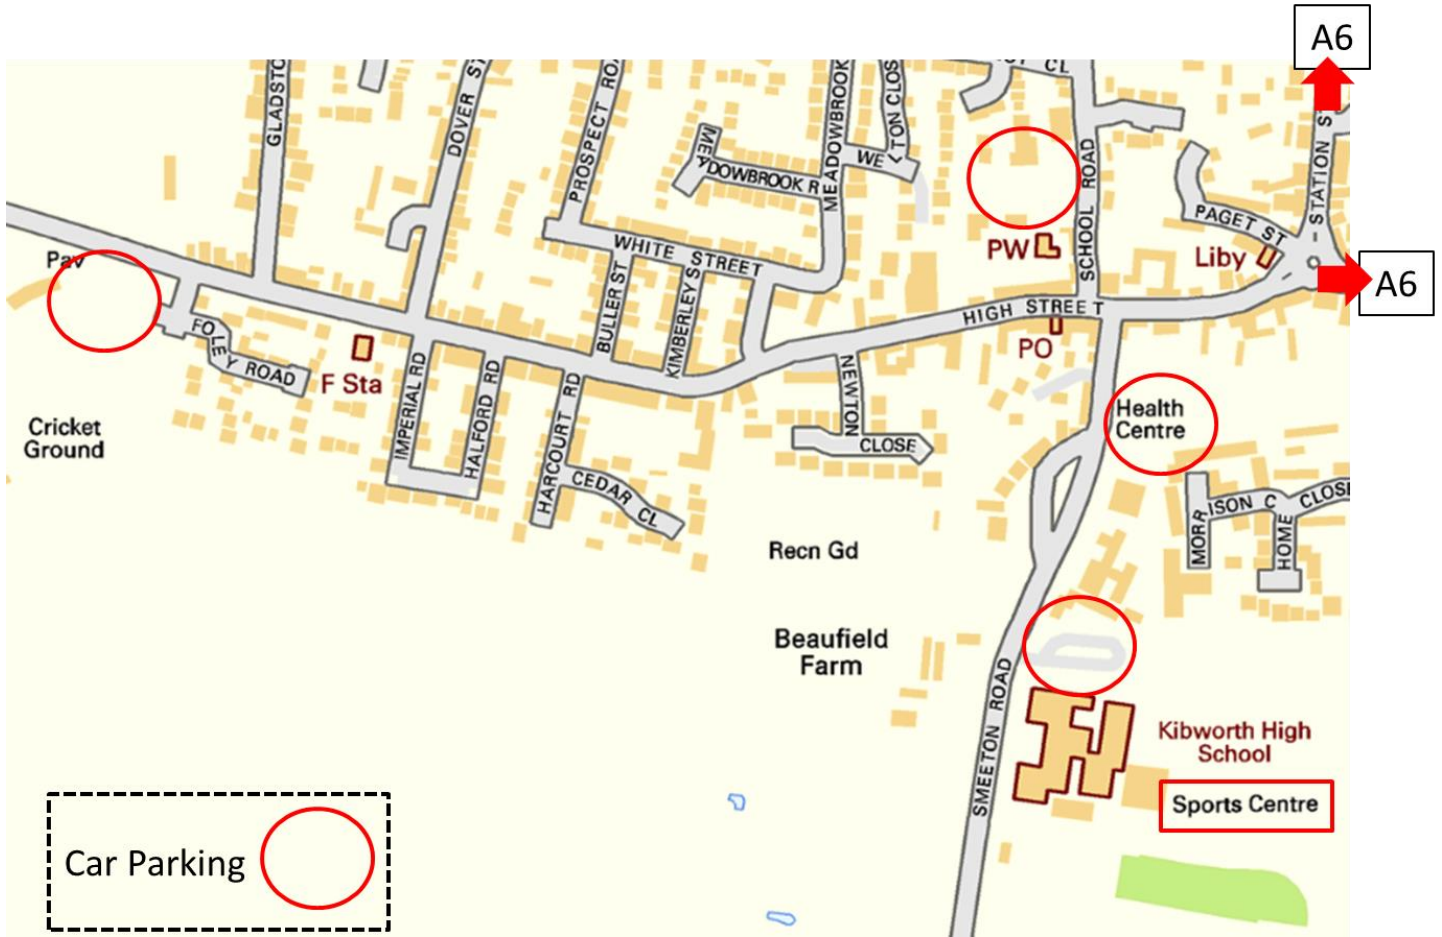 A6
A6
GLADSTO
DOVER S
PROSPECT RO
MEADOWBROOK
TON CLOS
CL
WE
DOWBROOK R
SCHOOL ROAD
STATION S
PAGET ST
Liby
PW
WHITE STREET
BULLER ST
KIMBERLEY S
HIGH STREET
PO
Pav
FOLEY ROAD
F Sta
IMPERIAL RD
HALFORD RD
HARCOURT RD
CEDAR CL
NEWTON
CLOSE
Health
Centre
Cricket
Ground
MORR
ISON C
CLOSE
HOME
Recn Gd
Beaufield
Farm
SMEETON ROAD
Kibworth High
School
Sports Centre
Car Parking